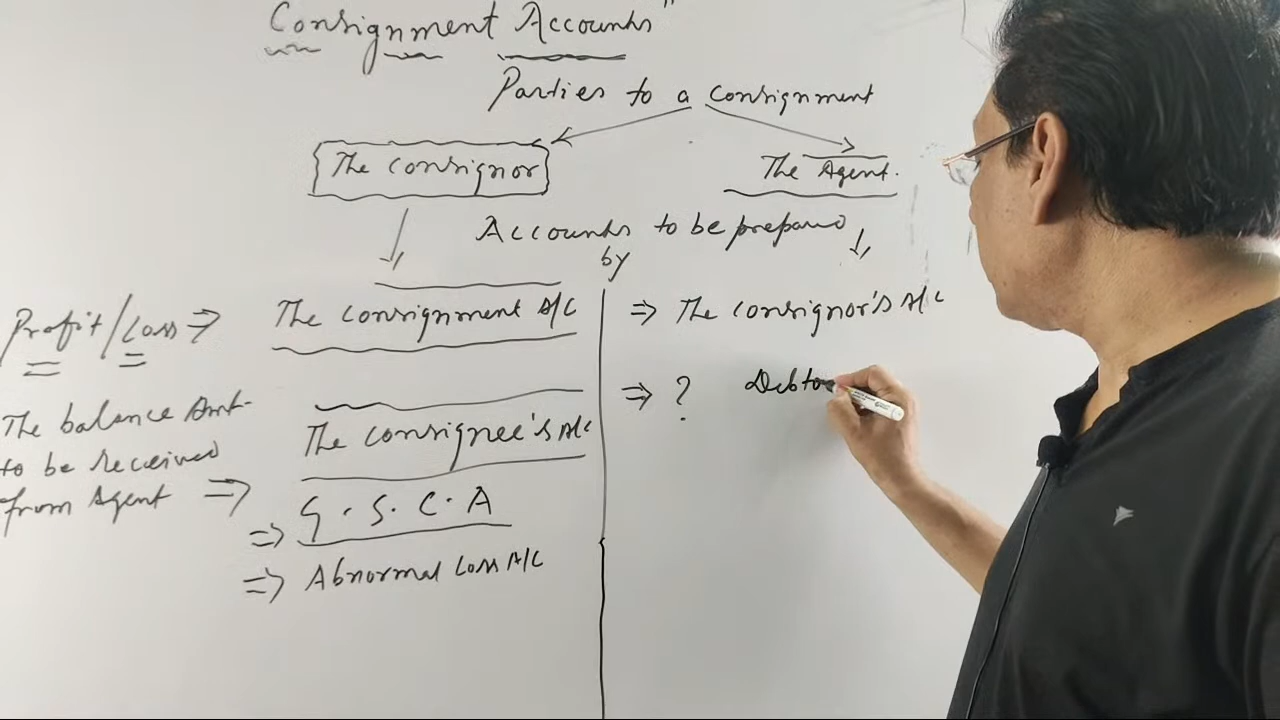 Consignment Accounts"
Parties to a consignment
The consignor
The Agent.
Accounts to be prepared
by
Profit/Loss ⇒
The consignment A/C
⇒ The consignor's A/C
⇒ ? Debto
The balance Amt-
to be received
from Agent ⇒
The consignee's A/C
⇒ G.S.C.A
⇒ Abnormal Loss A/C